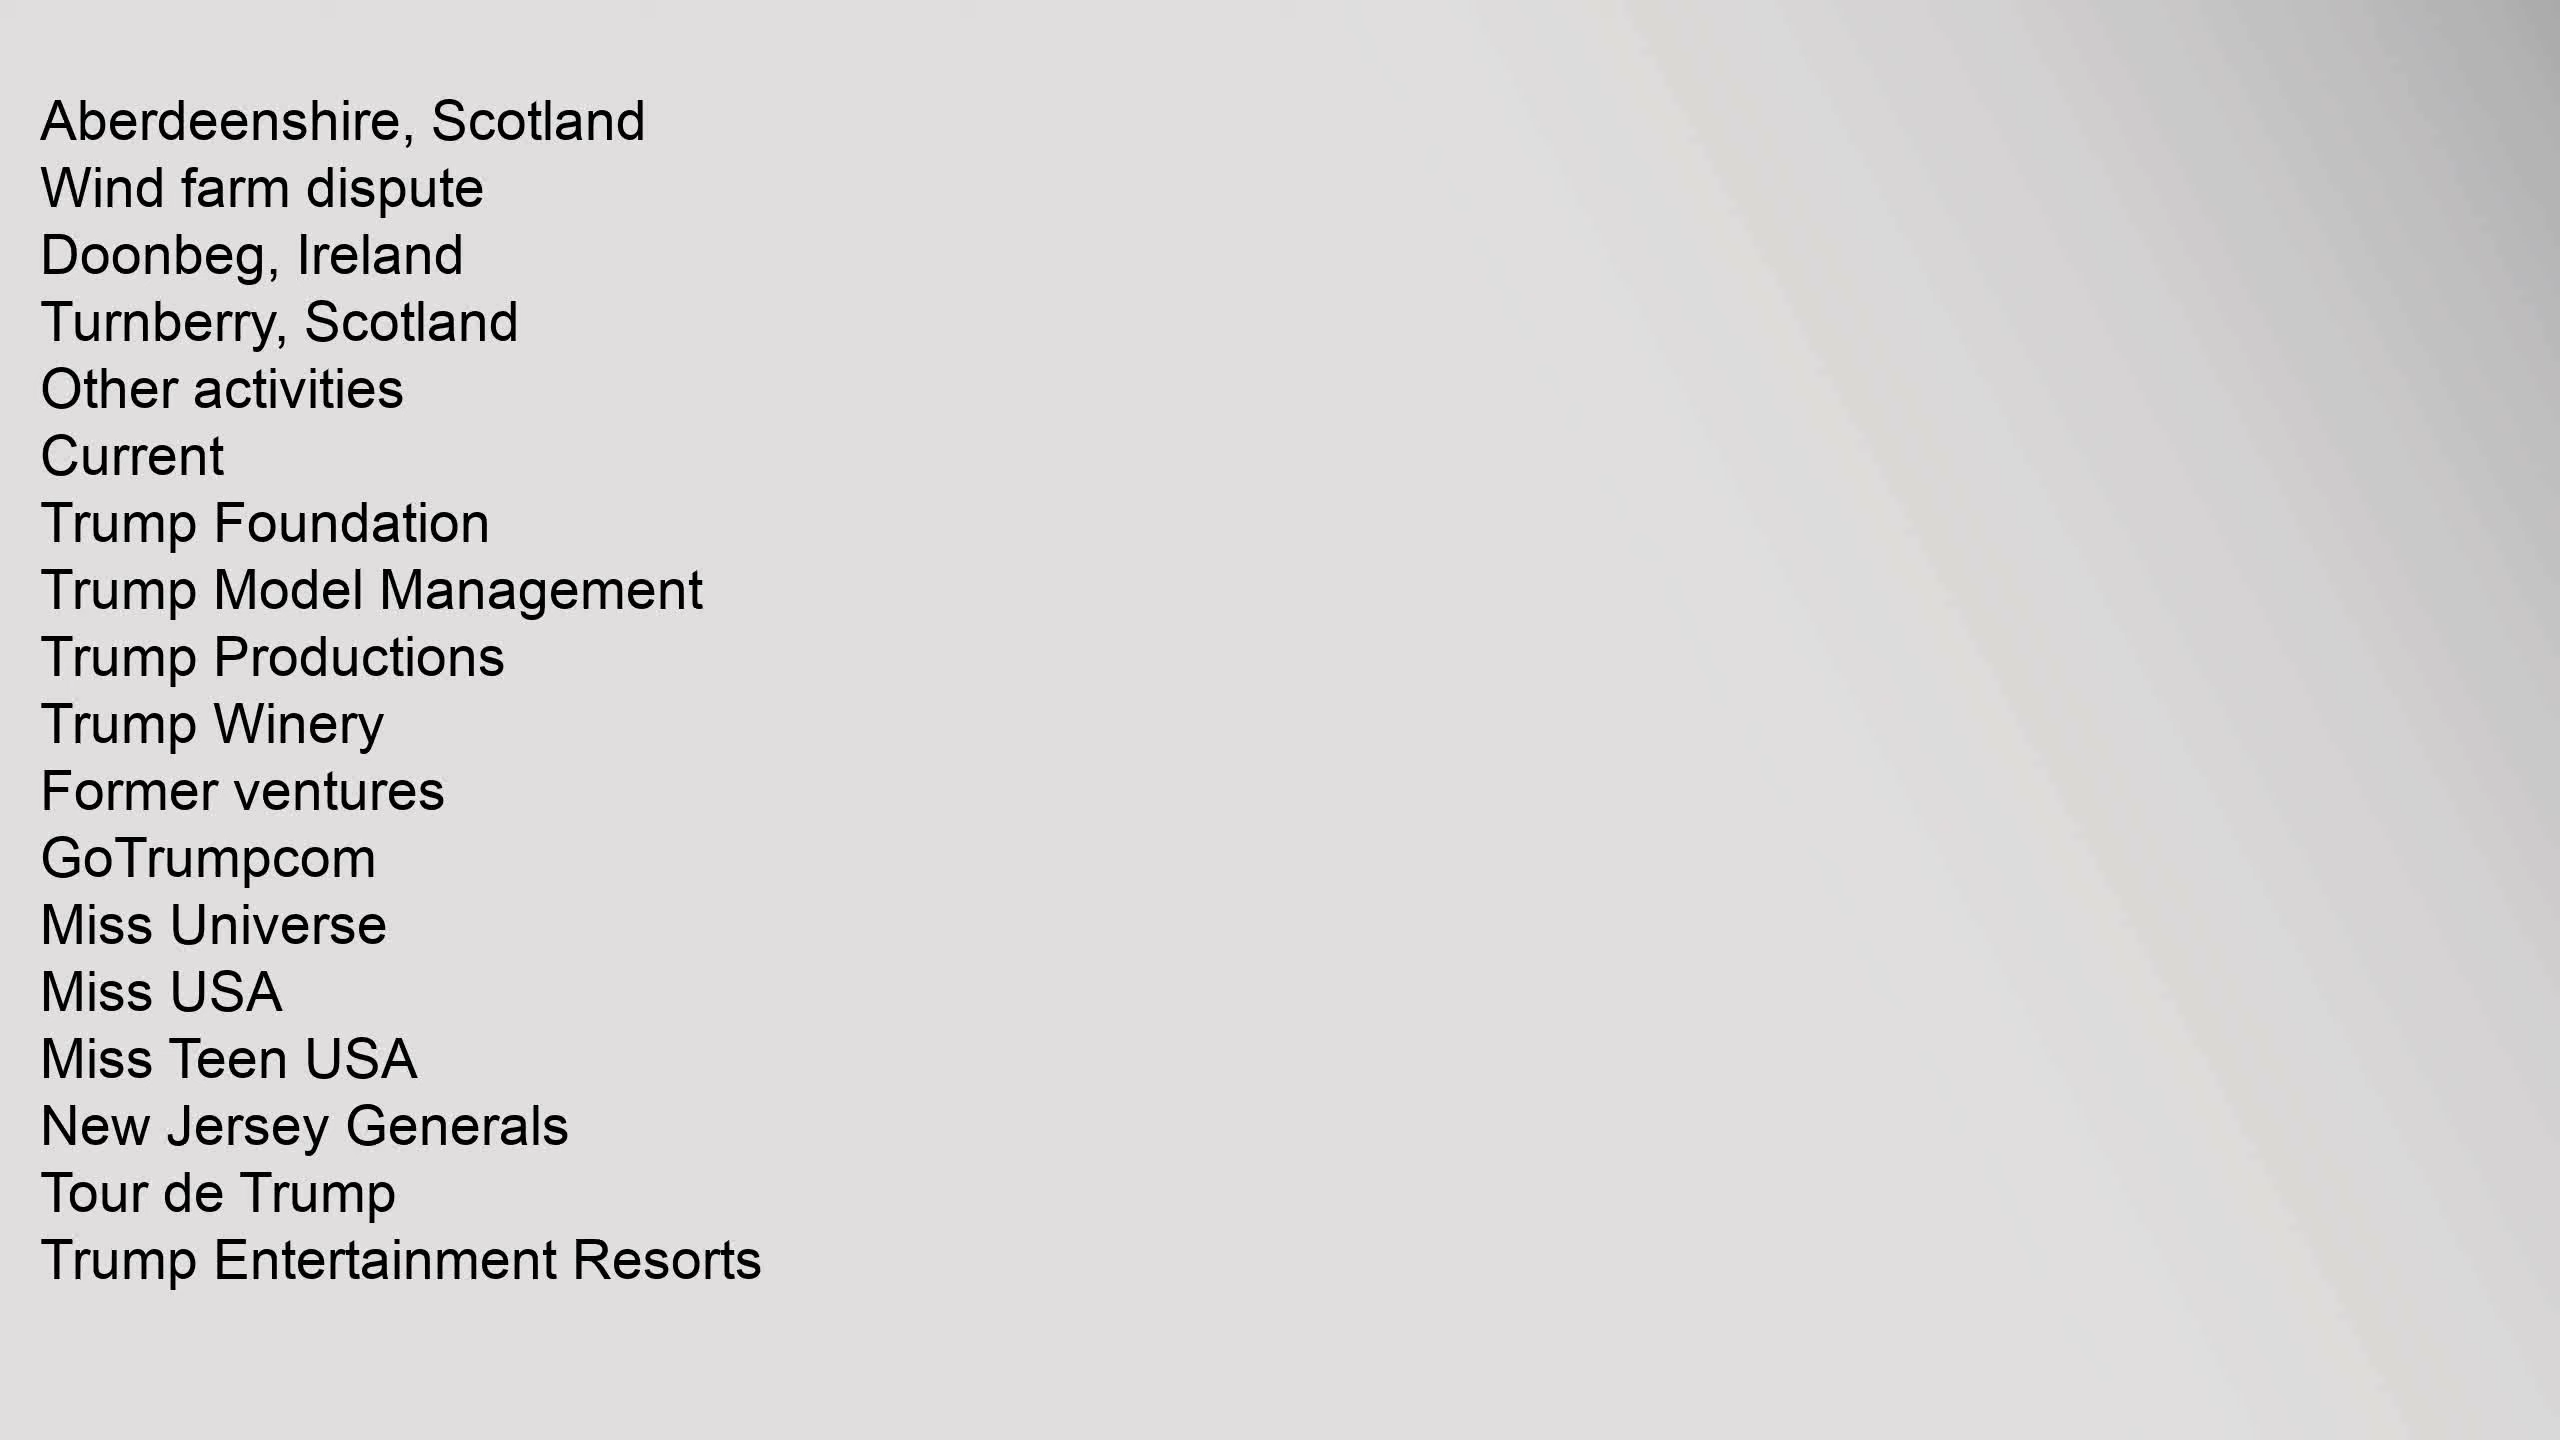 Aberdeenshire, Scotland
Wind farm dispute
Doonbeg, Ireland
Turnberry, Scotland
Other activities
Current
Trump Foundation
Trump Model Management
Trump Productions
Trump Winery
Former ventures
GoTrumpcom
Miss Universe
Miss USA
Miss Teen USA
New Jersey Generals
Tour de Trump
Trump Entertainment Resorts